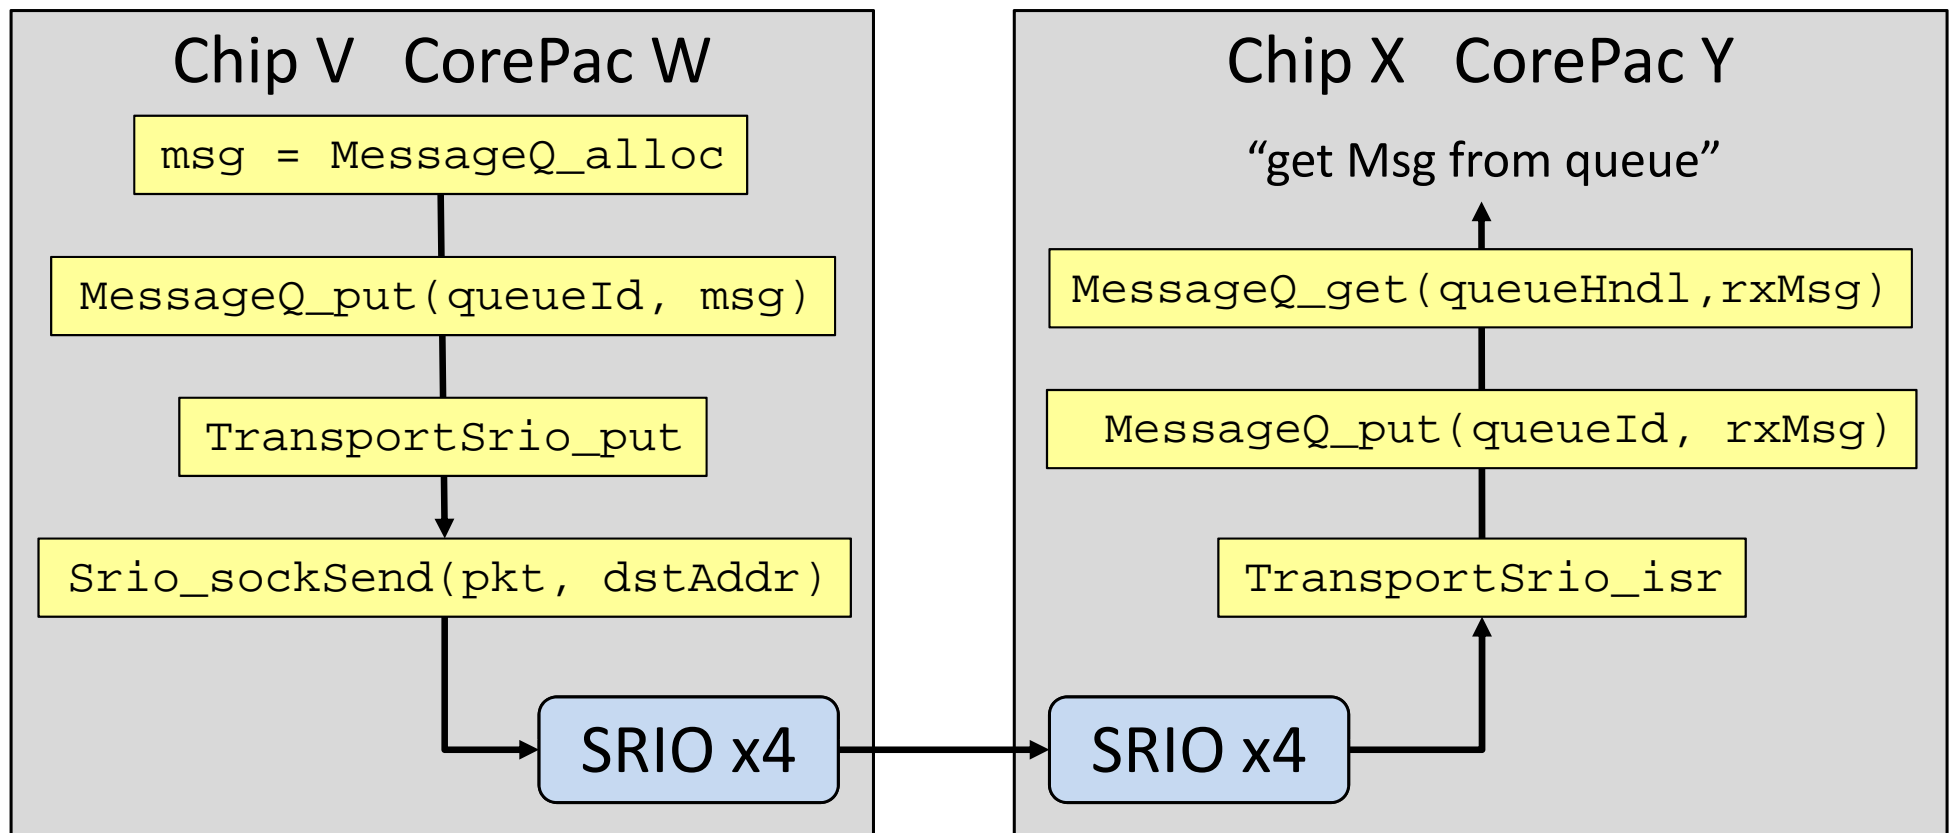 Chip V CorePac W
msg = MessageQ_alloc
MessageQ_put(queueId, msg)
TransportSrio_put
Srio_sockSend(pkt, dstAddr)
SRIO x4
Chip X CorePac Y
“get Msg from queue”
MessageQ_get(queueHndl,rxMsg)
MessageQ_put(queueId, rxMsg)
TransportSrio_isr
SRIO x4